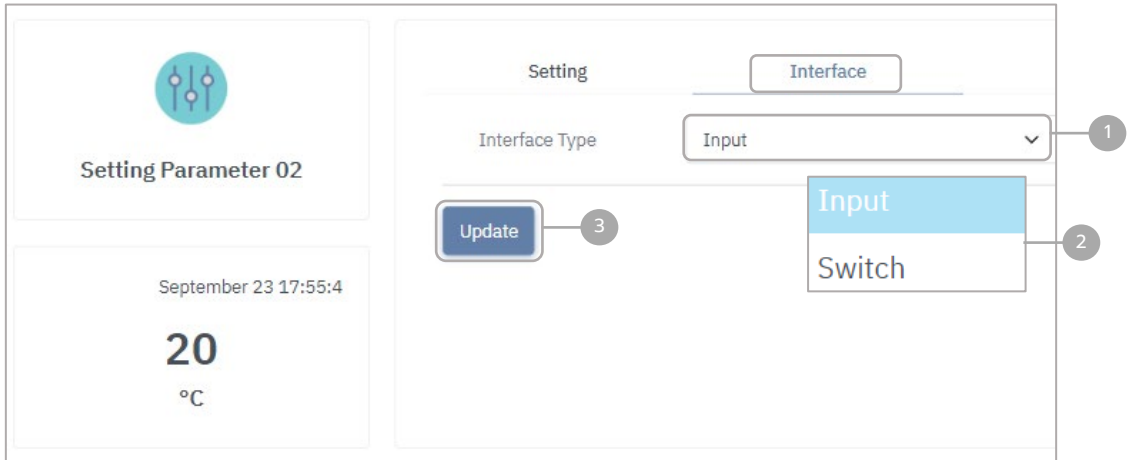 Setting Parameter 02
September 23 17:55:4
20
°C
Setting Interface
Interface Type Input 1
Input
Switch
2
Update 3